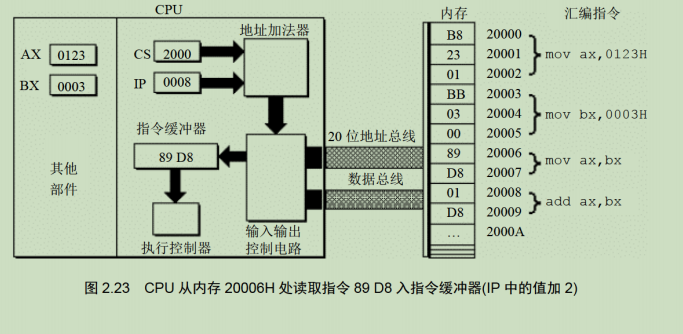 CPU
内存
汇编指令
地址加法器
AX 0123
BX 0003
CS 2000
IP 0008
指令缓冲器
89 D8
其他
部件
执行控制器
输入输出
控制电路
20 位地址总线
数据总线
B8 20000
23 20001 mov ax,0123H
01 20002
BB 20003
03 20004 mov bx,0003H
00 20005
89 20006 mov ax,bx
D8 20007
01 20008 add ax,bx
D8 20009
… 2000A
图 2.23 CPU 从内存 20006H 处读取指令 89 D8 入指令缓冲器(IP 中的值加 2)